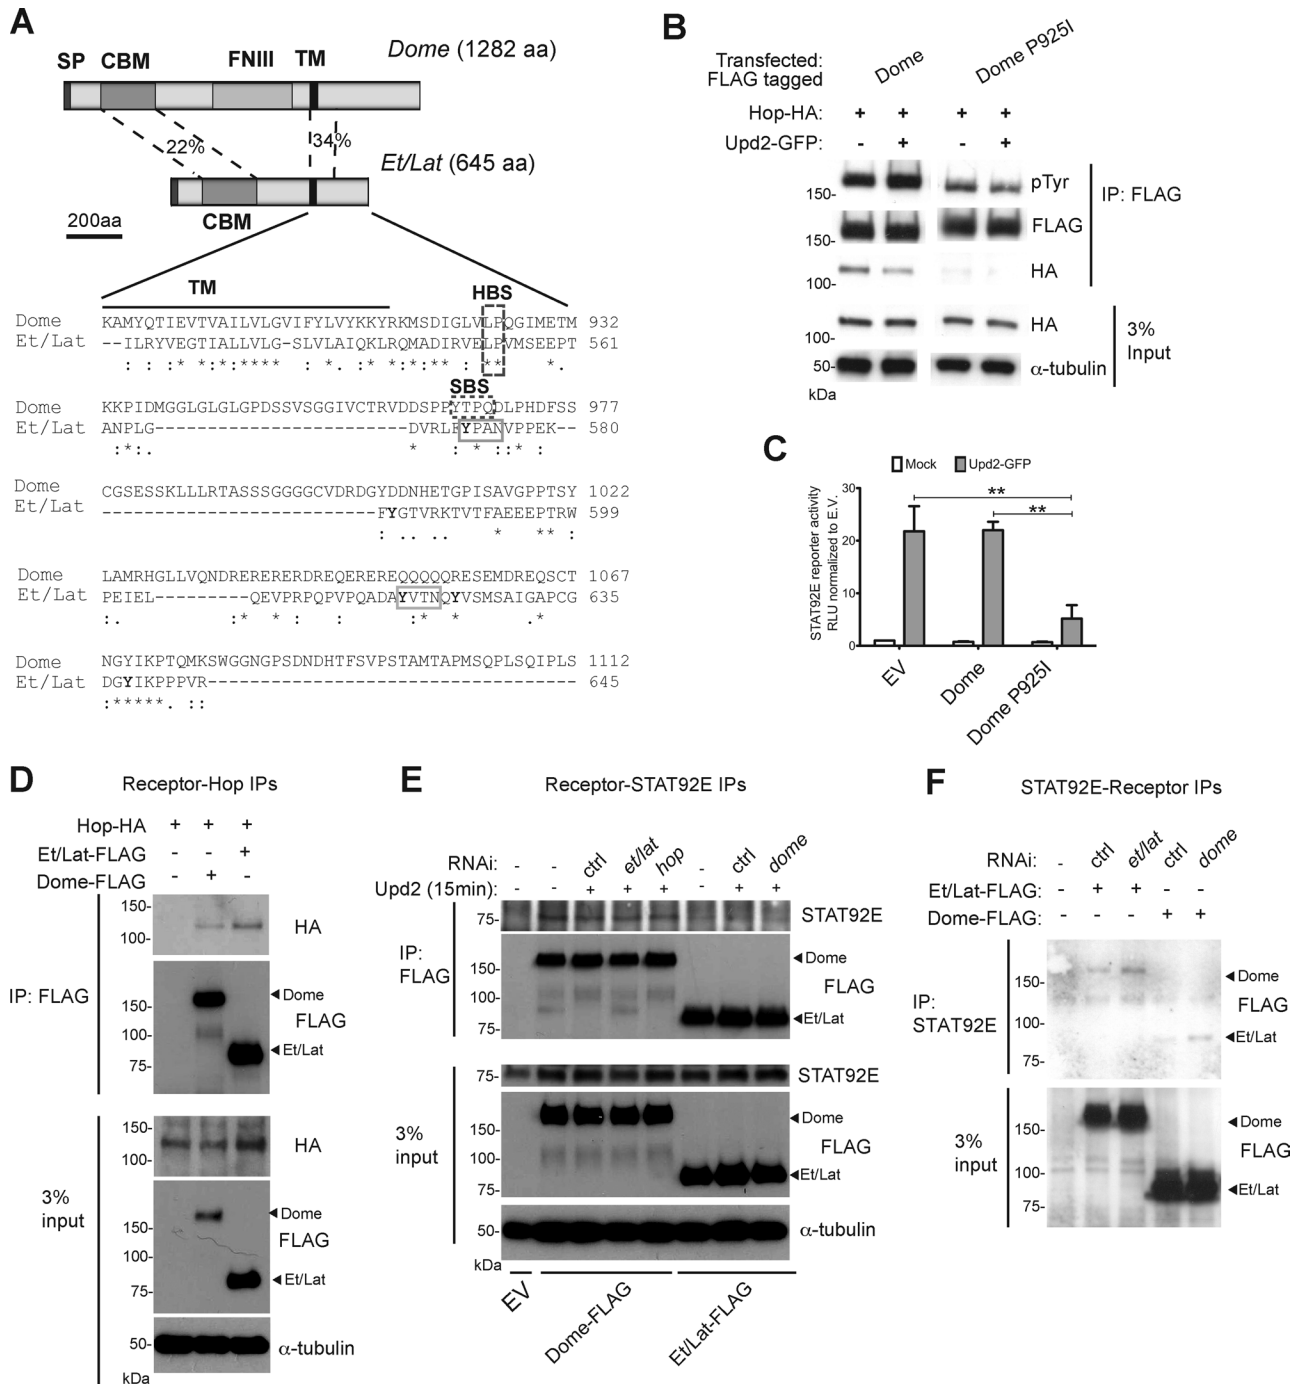 A
Dome (1282 aa)
SP CBM FNIII TM
22%
34%
Et/Lat (645 aa)
CBM
200aa
TM
HBS
Dome KAMYQTIEVTVAILVLGVIFYLVYKKYRKMSDIGLVLPQGIMETM 932
Et/Lat --ILRYVEGTIALLVLG-SLVLAIQKLRQMADIRVELPVMSEEPT 561
SBS
Dome KKPIDMGGLGLGLGPDSSVSGGIVCTRVDDSPPYTPQDLPHDFSS 977
Et/Lat ANPLG------------------------DVRLFYPANVPPEK-- 580
Dome CGSESSKLLLRTASSSGGGGCVDRDGYDDNHETGPISAVGPPTSY 1022
Et/Lat --------------------------FYGTVRKTVTFAEEEPTRW 599
Dome LAMRHGLLVQNDRERERERDREQEREREQQQQQRESEMDREQSCT 1067
Et/Lat PEIEL---------QEVPRPQPVPQADAYVTNQYVSMSAIGAPCG 635
Dome NGYIKPTQMKSWGGNGPSDNDHTFSVPSTAMTAPMSQPLSQIPLS 1112
Et/Lat DGYIKPPPVR----------------------------------- 645
B
Transfected: FLAG tagged
Dome
Dome P925I
Hop-HA: + + + +
Upd2-GFP: - + - +
150-
pTyr
150-
FLAG
100-
HA
IP: FLAG
100-
HA
50-
α-tubulin
3% Input
kDa
C
Mock
Upd2-GFP
STAT92E reporter activity
RLU normalized to E.V.
30
20
10
0
**
**
EV
Dome
Dome P925I
D
Receptor-Hop IPs
Hop-HA + + +
Et/Lat-FLAG - - +
Dome-FLAG - + -
150-
100-
HA
IP: FLAG
150-
100-
75-
Dome
FLAG
Et/Lat
150-
100-
HA
3% input
150-
100-
75-
Dome
FLAG
Et/Lat
50-
α-tubulin
kDa
E
Receptor-STAT92E IPs
RNAi: - - ctrl et/lat hop - ctrl dome
Upd2 (15min): - - + + + - + +
75-
STAT92E
IP: FLAG
150-
100-
75-
Dome
FLAG
Et/Lat
75-
STAT92E
3% input
150-
100-
75-
Dome
FLAG
Et/Lat
50-
α-tubulin
kDa
EV
Dome-FLAG
Et/Lat-FLAG
F
STAT92E-Receptor IPs
RNAi: - ctrl et/lat ctrl dome
Et/Lat-FLAG: - + + - -
Dome-FLAG: - - - + +
IP: STAT92E
150-
100-
75-
Dome
FLAG
Et/Lat
3% input
150-
100-
75-
Dome
FLAG
Et/Lat